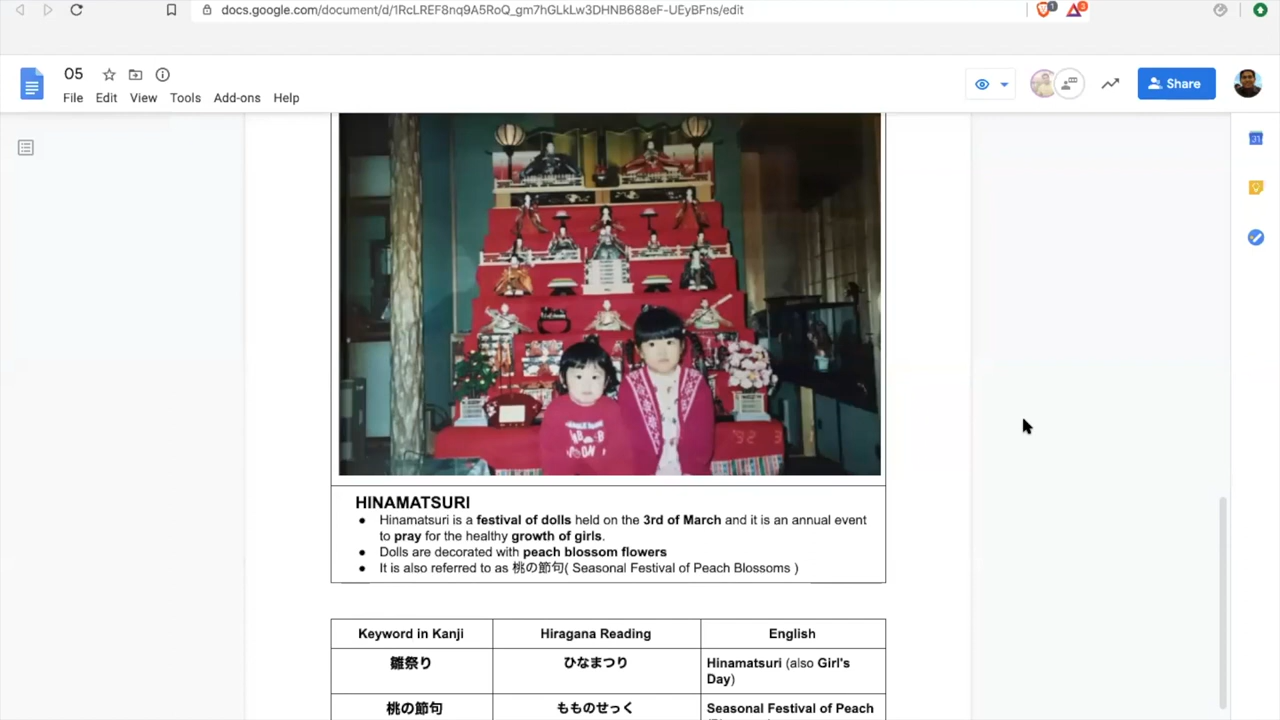 docs.google.com/document/d/1RcLREF8nq9A5RoQ_gm7hGLkLw3DHNB688eF-UEyBFns/edit
1
3
05
File Edit View Tools Add-ons Help
Share
31
'92 3
HINAMATSURI
● Hinamatsuri is a festival of dolls held on the 3rd of March and it is an annual event
to pray for the healthy growth of girls.
● Dolls are decorated with peach blossom flowers
● It is also referred to as 桃の節句( Seasonal Festival of Peach Blossoms )
Keyword in Kanji Hiragana Reading English
雛祭り ひなまつり Hinamatsuri (also Girl's
Day)
桃の節句 もものせっく Seasonal Festival of Peach